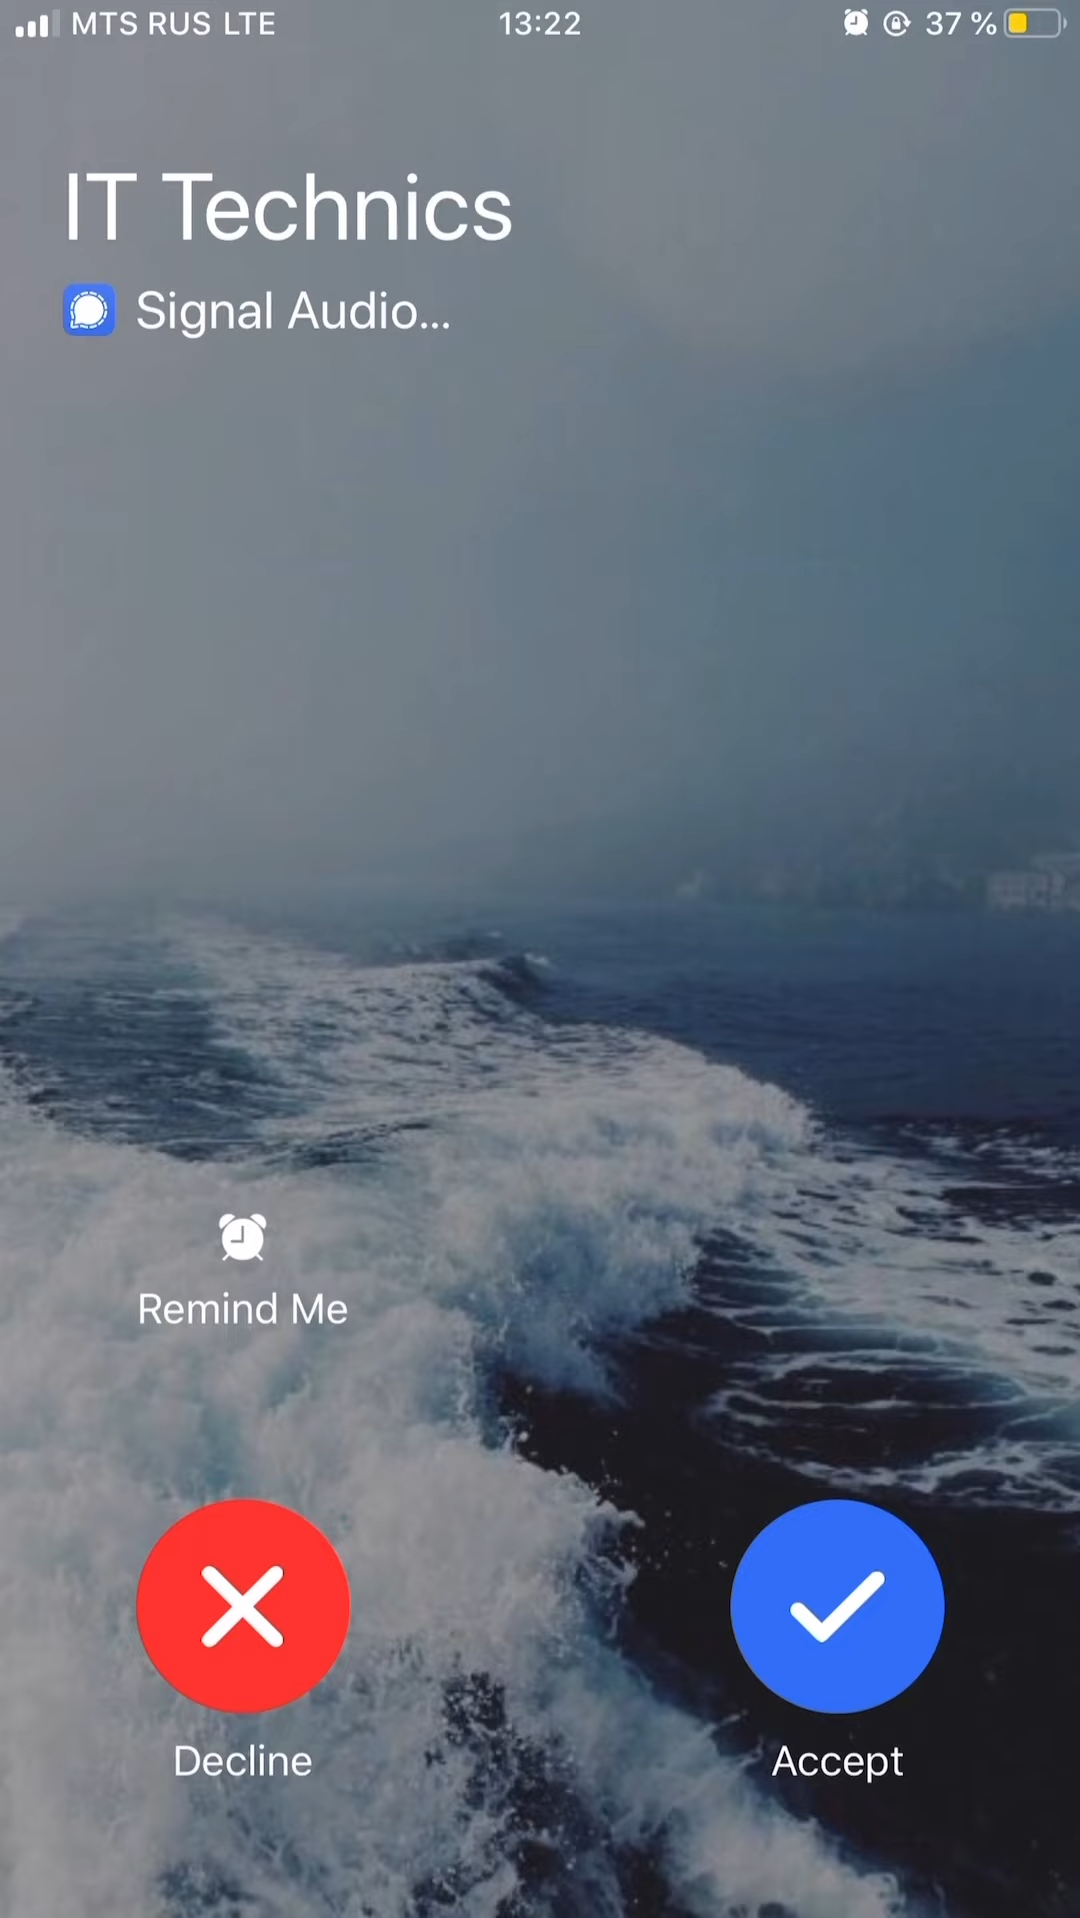 MTS RUS LTE 13:22 37 %
IT Technics
Signal Audio...
Remind Me
Decline Accept